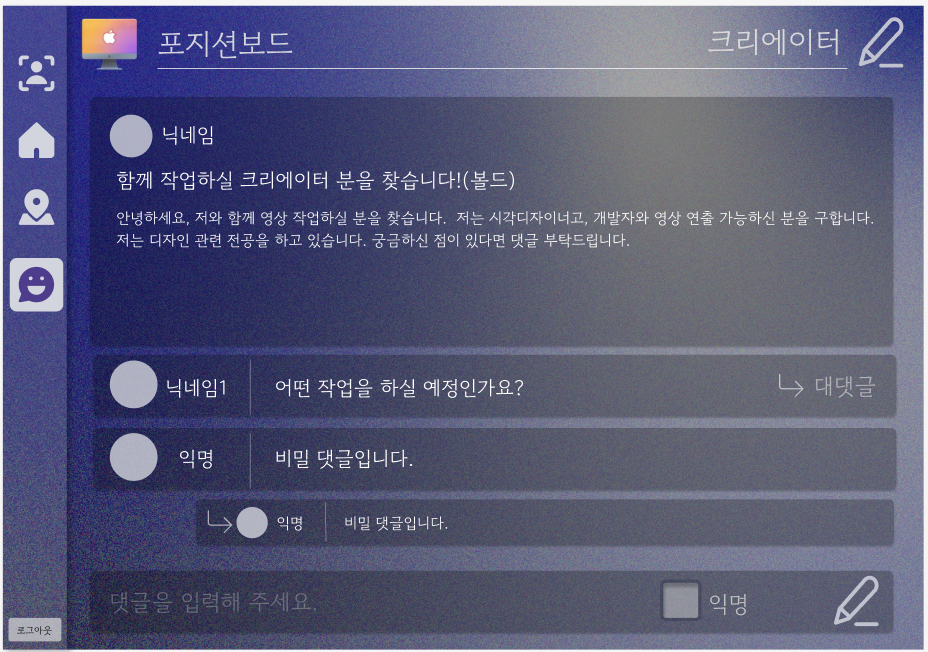 포지션보드
크리에이터
닉네임
함께 작업하실 크리에이터 분을 찾습니다!(볼드)
안녕하세요, 저와 함께 영상 작업하실 분을 찾습니다. 저는 시각디자이너고, 개발자와 영상 연출 가능하신 분을 구합니다.
저는 디자인 관련 전공을 하고 있습니다. 궁금하신 점이 있다면 댓글 부탁드립니다.
닉네임1
어떤 작업을 하실 예정인가요?
대댓글
익명
비밀 댓글입니다.
익명
비밀 댓글입니다.
댓글을 입력해 주세요.
익명
로그아웃